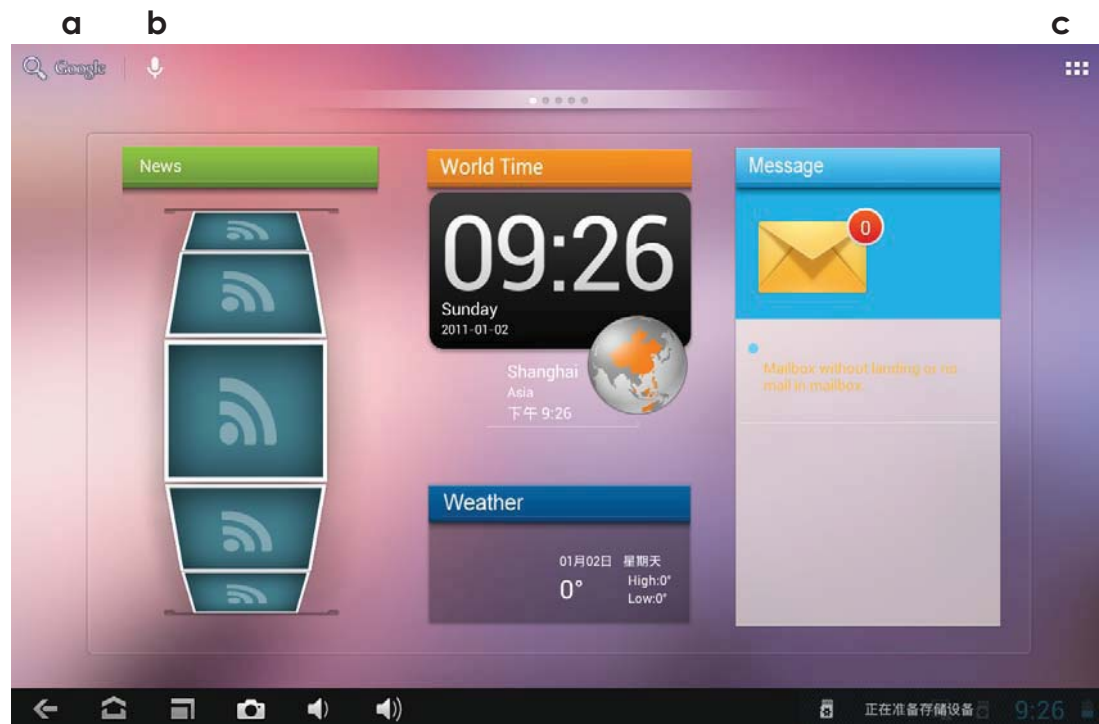 a b c
Google
News
World Time
Message
09:26
0
Sunday
2011-01-02
Shanghai
Asia
下午 9:26
Mailbox without landing or no
mail in mailbox.
Weather
01月02日 星期天
0° High:0°
Low:0°
正在准备存储设备 9:26